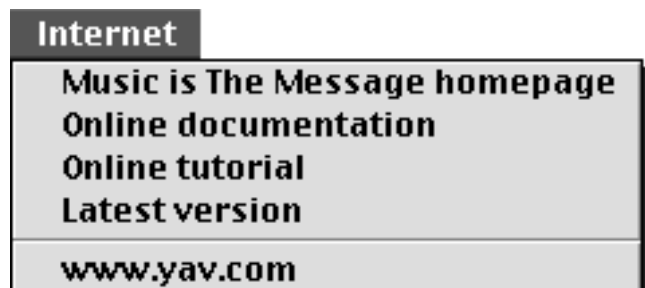 Internet
Music is The Message homepage
Online documentation
Online tutorial
Latest version
www.yav.com